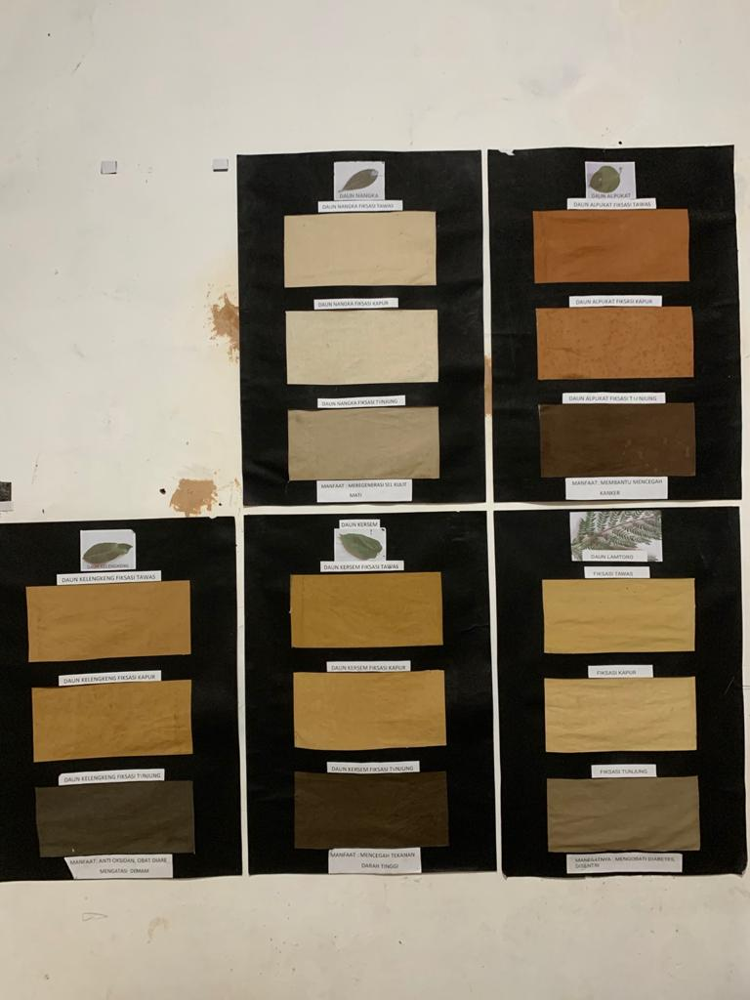 DAUN NANGKA
DAUN NANGKA FIKSASI TAWAS
DAUN NANGKA FIKSASI KAPUR
DAUN NANGKA FIKSASI TUNJUNG
MANFAAT : MEREGENERASI SEL KULIT
MATI
DAUN ALPUKAT
DAUN ALPUKAT FIKSASI TAWAS
DAUN ALPUKAT FIKSASI KAPUR
DAUN ALPUKAT FIKSASI TUNJUNG
MANFAAT: MEMBANTU MENCEGAH
KANKER
DAUN KELENGKENG
DAUN KELENGKENG FIKSASI TAWAS
DAUN KELENGKENG FIKSASI KAPUR
DAUN KELENGKENG FIKSASI TUNJUNG
MANFAAT: ANTI OKSIDAN, OBAT DIARE
MENGATASI DEMAM
DAUN KERSEM
DAUN KERSEM FIKSASI TAWAS
DAUN KERSEM FIKSASI KAPUR
DAUN KERSEM FIKSASI TUNJUNG
MANFAAT : MENCEGAH TEKANAN
DARAH TINGGI
DAUN LAMTORO
FIKSASI TAWAS
FIKSASI KAPUR
FIKSASI TUNJUNG
MANFAATNYA : MENGOBATI DIABETES,
DISENTRI